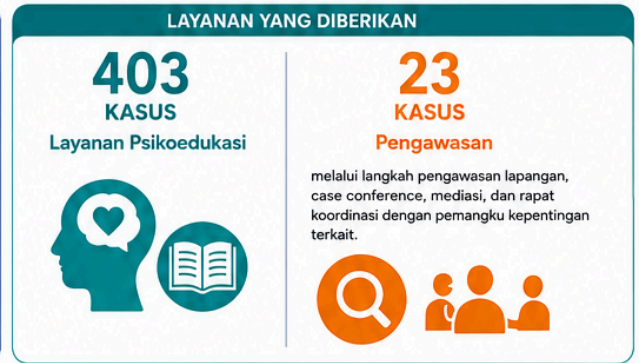 LAYANAN YANG DIBERIKAN
403
KASUS
Layanan Psikoedukasi
23
KASUS
Pengawasan
melalui langkah pengawasan lapangan,
case conference, mediasi, dan rapat
koordinasi dengan pemangku kepentingan
terkait.